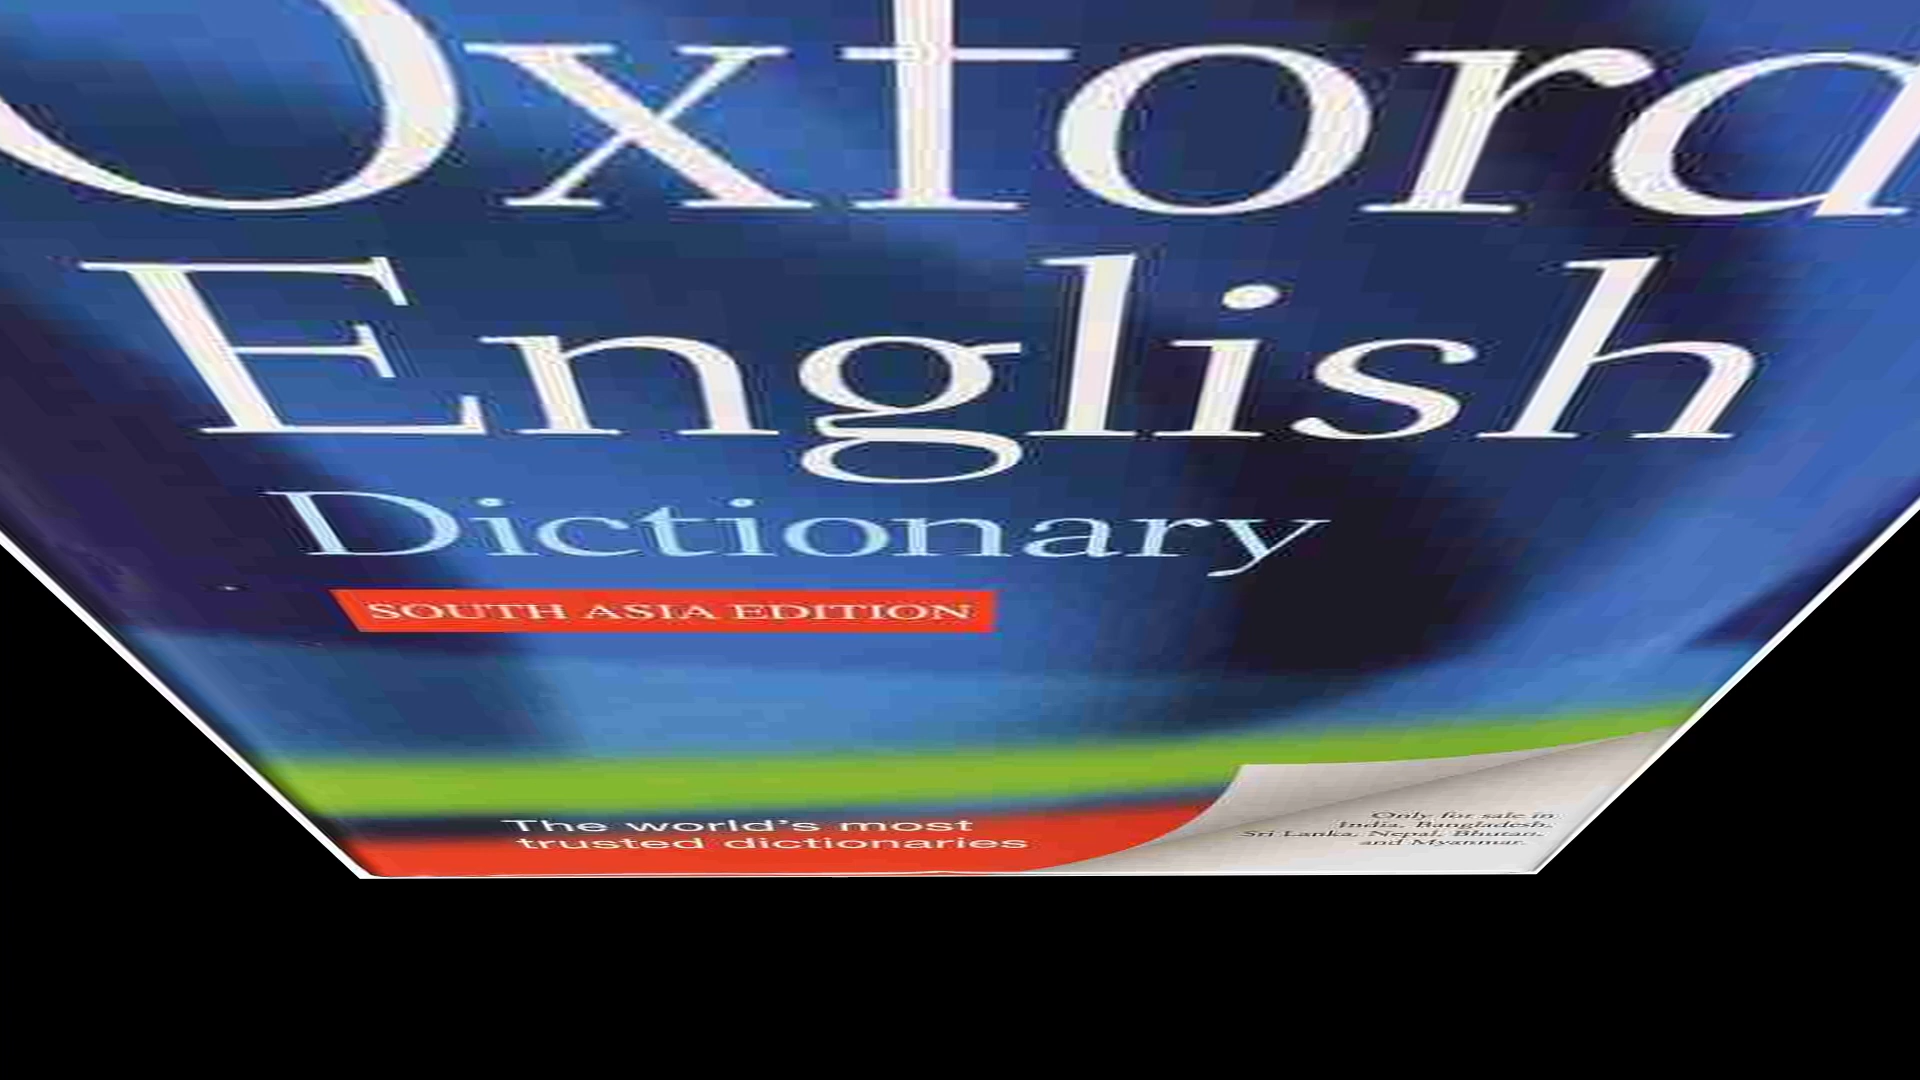 Oxford
English
Dictionary
SOUTH ASIA EDITION
The world's most
trusted dictionaries
Only for sale in
India, Bangladesh,
Sri Lanka, Nepal, Bhutan,
and Myanmar.